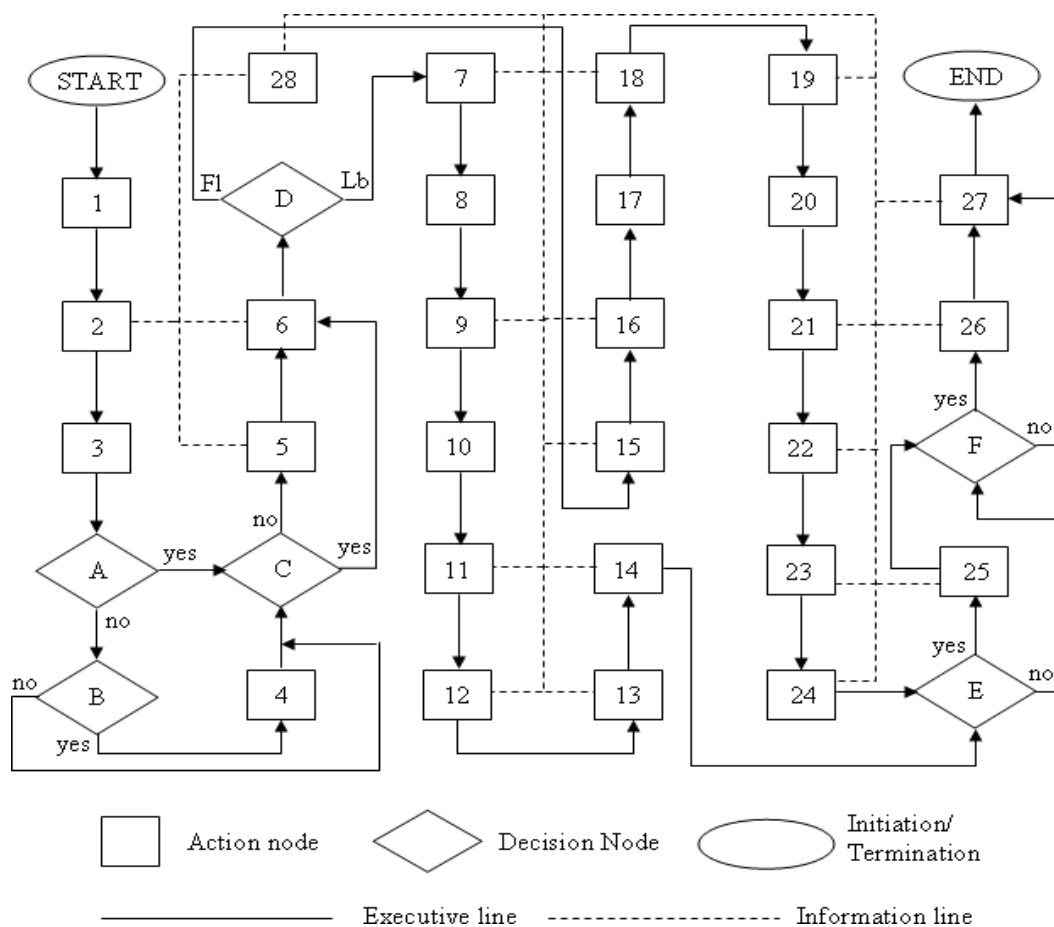 START
28
7
18
19
END
1
Fl
D
Lb
8
17
20
27
2
6
9
16
21
26
3
5
10
15
22
yes
F
no
A
yes
no
C
yes
11
14
23
25
no
no
B
yes
4
12
13
24
yes
E
no
Action node
Decision Node
Initiation/
Termination
Executive line
Information line